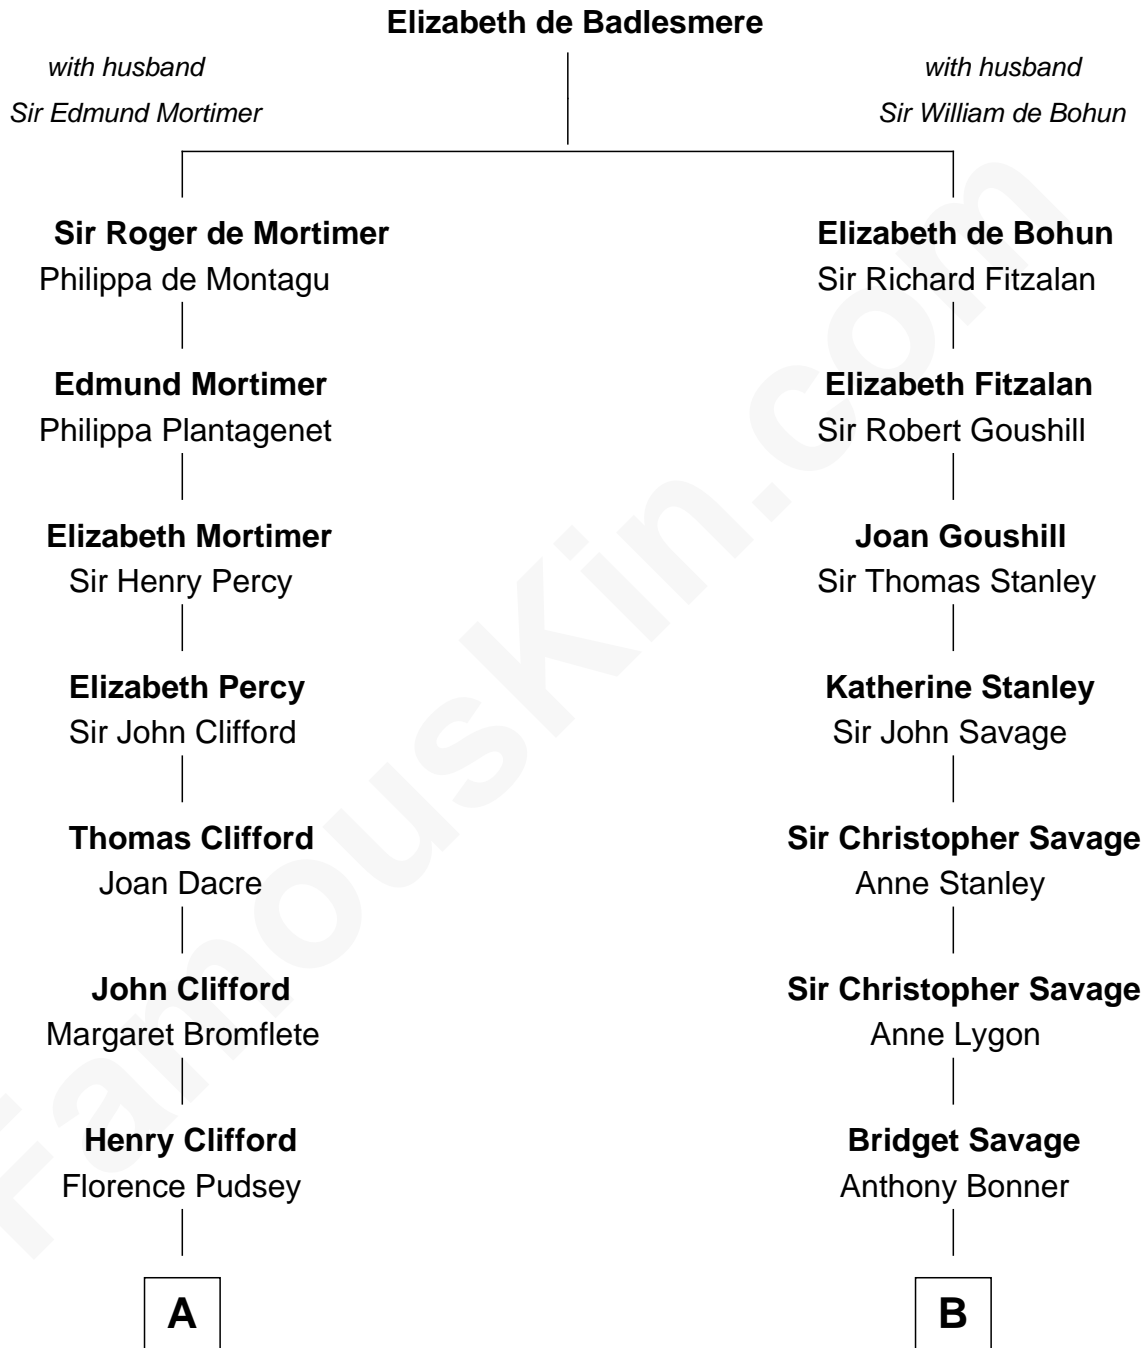 Elizabeth de Badlesmere
with husband
Sir Edmund Mortimer
with husband
Sir William de Bohun
Sir Roger de Mortimer
Philippa de Montagu
Elizabeth de Bohun
Sir Richard Fitzalan
Edmund Mortimer
Philippa Plantagenet
Elizabeth Fitzalan
Sir Robert Goushill
Elizabeth Mortimer
Sir Henry Percy
Joan Goushill
Sir Thomas Stanley
Elizabeth Percy
Sir John Clifford
Katherine Stanley
Sir John Savage
Thomas Clifford
Joan Dacre
Sir Christopher Savage
Anne Stanley
John Clifford
Margaret Bromflete
Sir Christopher Savage
Anne Lygon
Henry Clifford
Florence Pudsey
Bridget Savage
Anthony Bonner
A
B
FamousKin.com